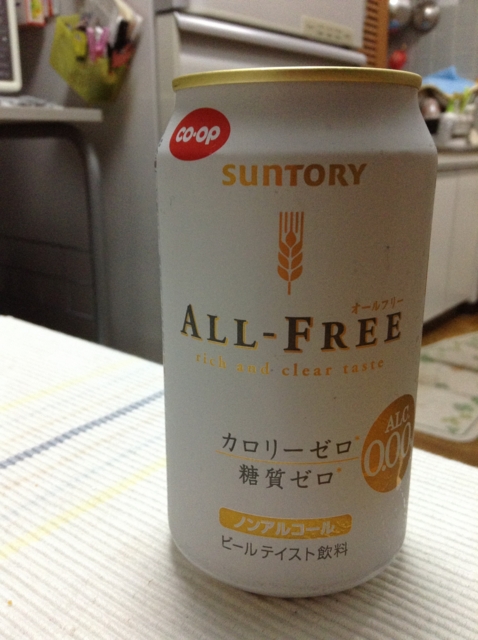 CO·OP
SUNTORY
オールフリー
ALL-FREE
rich and clear taste
ALC.
0.00
カロリーゼロ*
糖質ゼロ*
ノンアルコール
ビールテイスト飲料